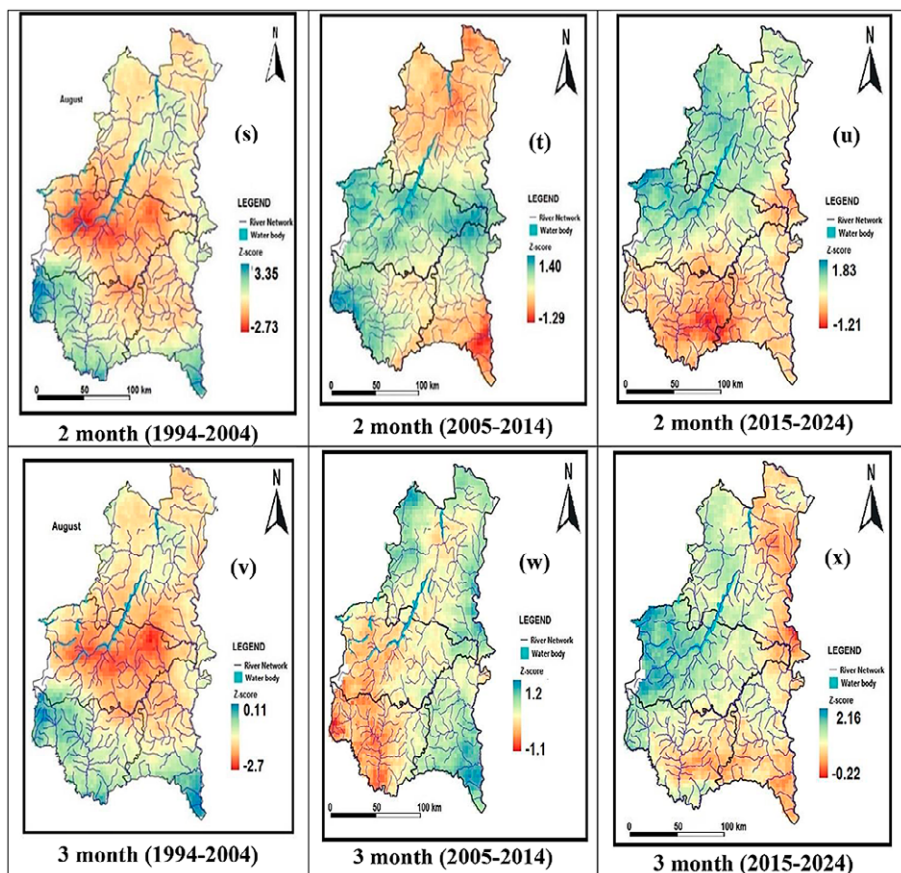 N
August
(s)
LEGEND
River Network
Water body
Z-score
3.35
-2.73
0 50 100 km
2 month (1994-2004)
N
(t)
LEGEND
River Network
Water body
Z-score
1.40
-1.29
0 50 100 km
2 month (2005-2014)
N
(u)
LEGEND
River Network
Water body
Z-score
1.83
-1.21
0 50 100 km
2 month (2015-2024)
N
August
(v)
LEGEND
River Network
Water body
Z-score
0.11
-2.7
0 50 100 km
3 month (1994-2004)
N
(w)
LEGEND
River Network
Water body
Z-score
1.2
-1.1
0 50 100 km
3 month (2005-2014)
N
(x)
LEGEND
River Network
Water body
Z-score
2.16
-0.22
0 50 100 km
3 month (2015-2024)